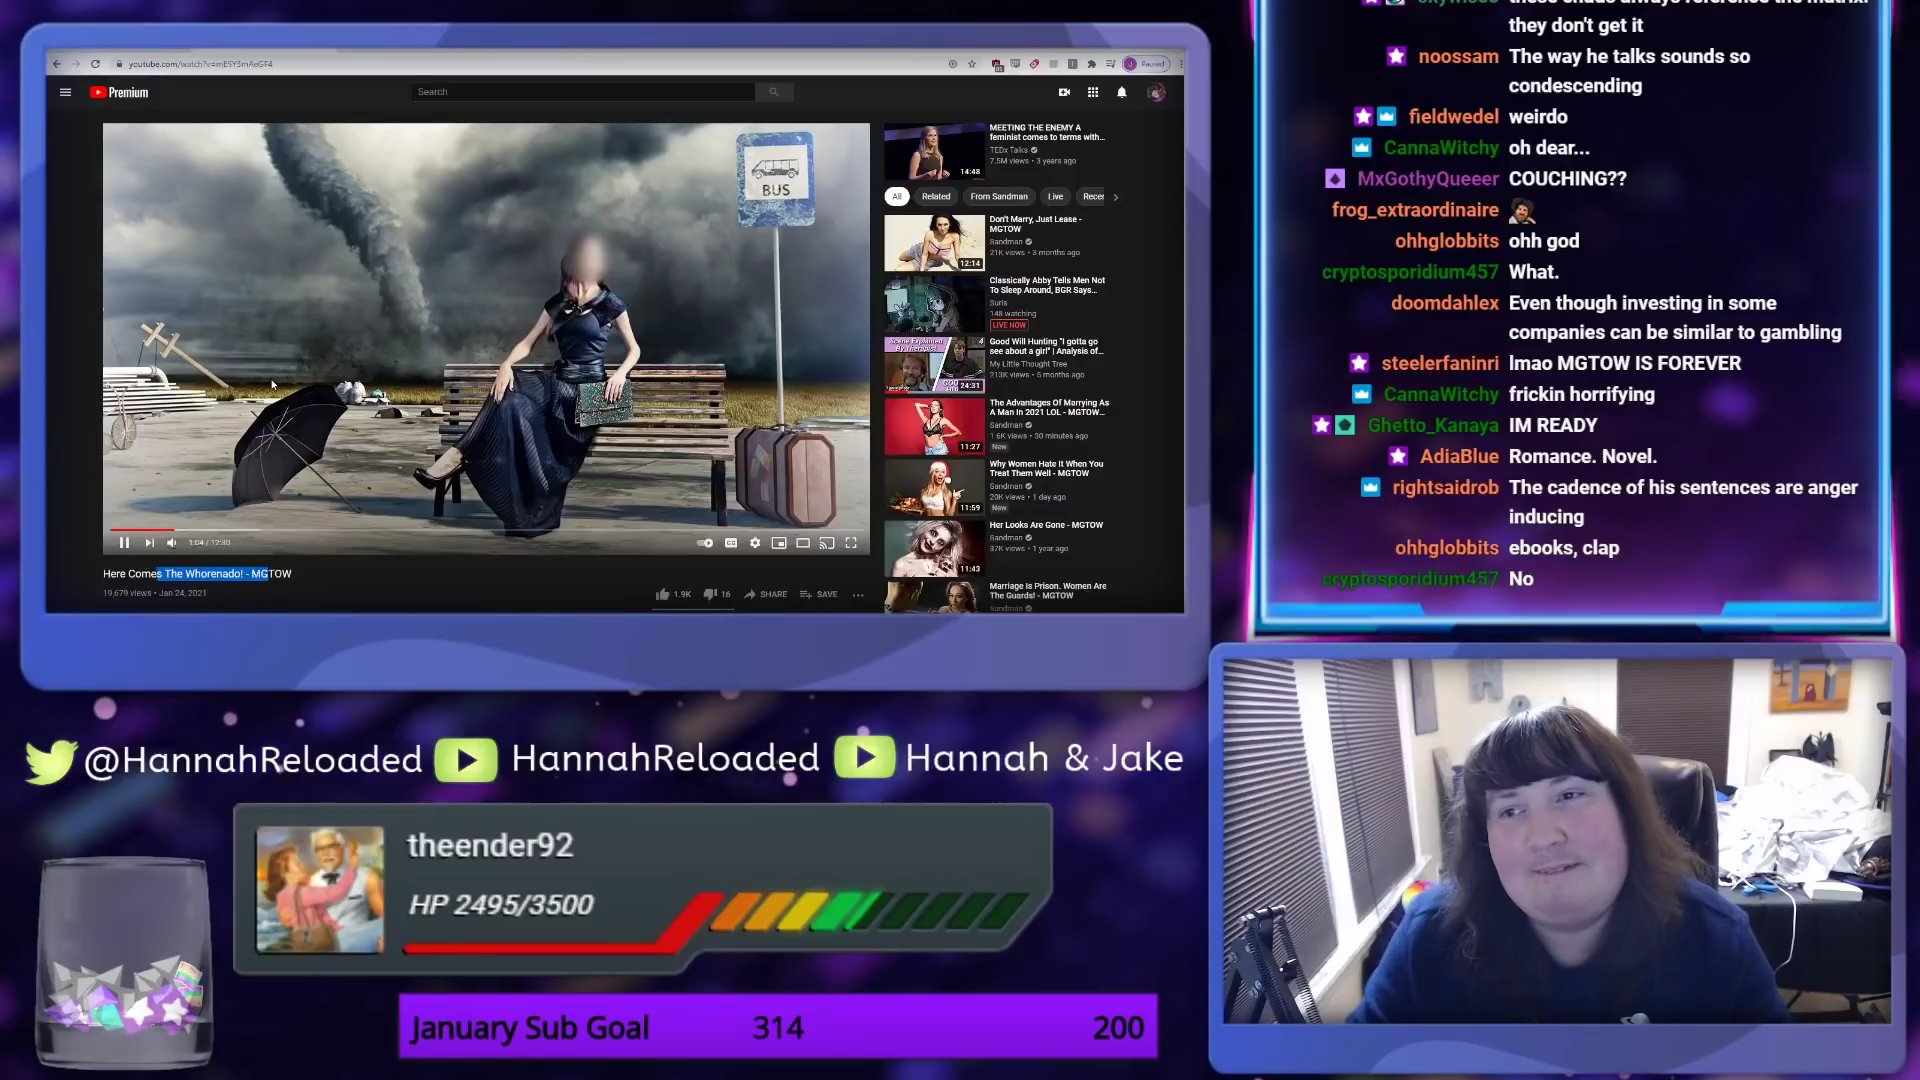 youtube.com/watch?v=mESY3mAeGF4
Paused
Premium
Search
BUS
1:04 / 12:30
Here Comes The Whorenado! - MGTOW
19,679 views • Jan 24, 2021
1.9K
16
SHARE
SAVE
MEETING THE ENEMY A
feminist comes to terms with...
TEDx Talks
7.5M views • 3 years ago
14:48
All
Related
From Sandman
Live
Recer
Don't Marry, Just Lease -
MGTOW
Sandman
21K views • 3 months ago
12:14
Classically Abby Tells Men Not
To Sleep Around, BGR Says...
Suris
148 watching
LIVE NOW
Good Will Hunting "I gotta go
see about a girl" | Analysis of...
My Little Thought Tree
213K views • 5 months ago
24:31
The Advantages Of Marrying As
A Man In 2021 LOL - MGTOW...
Sandman
1.6K views • 30 minutes ago
New
11:27
Why Women Hate It When You
Treat Them Well - MGTOW
Sandman
20K views • 1 day ago
New
11:59
Her Looks Are Gone - MGTOW
Sandman
37K views • 1 year ago
11:43
Marriage Is Prison. Women Are
The Guards! - MGTOW
Sandman
they don't get it
noossam The way he talks sounds so
condescending
fieldwedel weirdo
CannaWitchy oh dear...
MxGothyQueeer COUCHING??
frog_extraordinaire
ohhglobbits ohh god
cryptosporidium457 What.
doomdahlex Even though investing in some
companies can be similar to gambling
steelerfaninri lmao MGTOW IS FOREVER
CannaWitchy frickin horrifying
Ghetto_Kanaya IM READY
AdiaBlue Romance. Novel.
rightsaidrob The cadence of his sentences are anger
inducing
ohhglobbits ebooks, clap
cryptosporidium457 No
@HannahReloaded HannahReloaded Hannah & Jake
theender92
HP 2495/3500
January Sub Goal 314 200